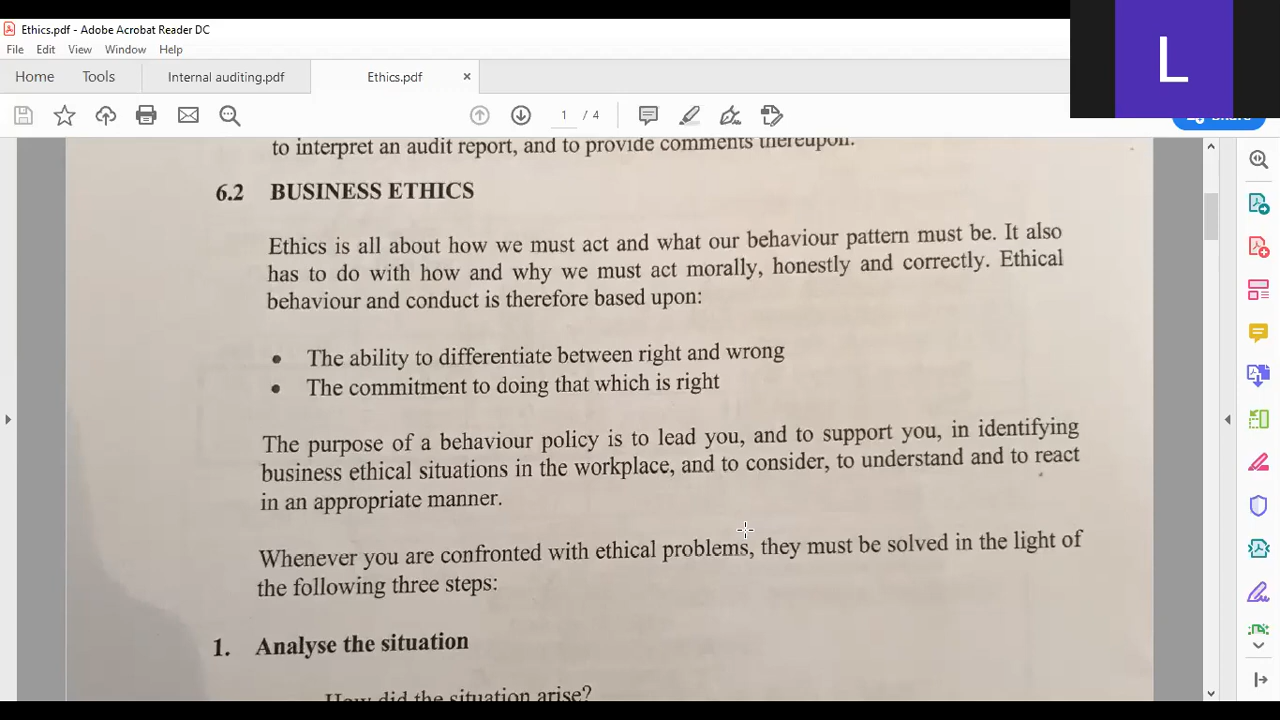 Ethics.pdf - Adobe Acrobat Reader DC
File Edit View Window Help
Home Tools Internal auditing.pdf Ethics.pdf ×
1 / 4
L
Share
to interpret an audit report, and to provide comments thereupon.
6.2 BUSINESS ETHICS
Ethics is all about how we must act and what our behaviour pattern must be. It also
has to do with how and why we must act morally, honestly and correctly. Ethical
behaviour and conduct is therefore based upon:
• The ability to differentiate between right and wrong
• The commitment to doing that which is right
The purpose of a behaviour policy is to lead you, and to support you, in identifying
business ethical situations in the workplace, and to consider, to understand and to react
in an appropriate manner.
Whenever you are confronted with ethical problems, they must be solved in the light of
the following three steps:
1. Analyse the situation
How did the situation arise?